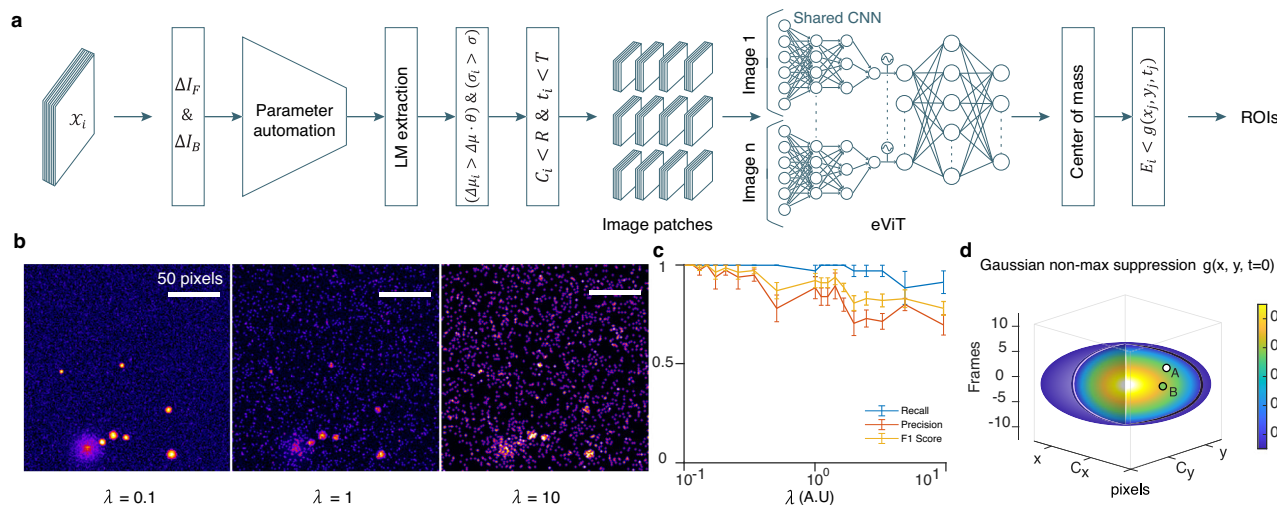 a
𝑥ᵢ
ΔI_F
&
ΔI_B
Parameter
automation
LM extraction
(Δμᵢ > Δμ · θ) & (σᵢ > σ)
Cᵢ < R & tᵢ < T
Image patches
Image 1
Image n
Shared CNN
eViT
Center of mass
Eᵢ < g(xⱼ, yⱼ, tⱼ)
ROIs
b
50 pixels
λ = 0.1
λ = 1
λ = 10
c
1
0.5
0
Recall
Precision
F1 Score
10⁻¹
10⁰
10¹
λ (A.U)
d
Gaussian non-max suppression g(x, y, t=0)
Frames
10
5
0
-5
-10
A
B
x
Cₓ
pixels
C_y
y